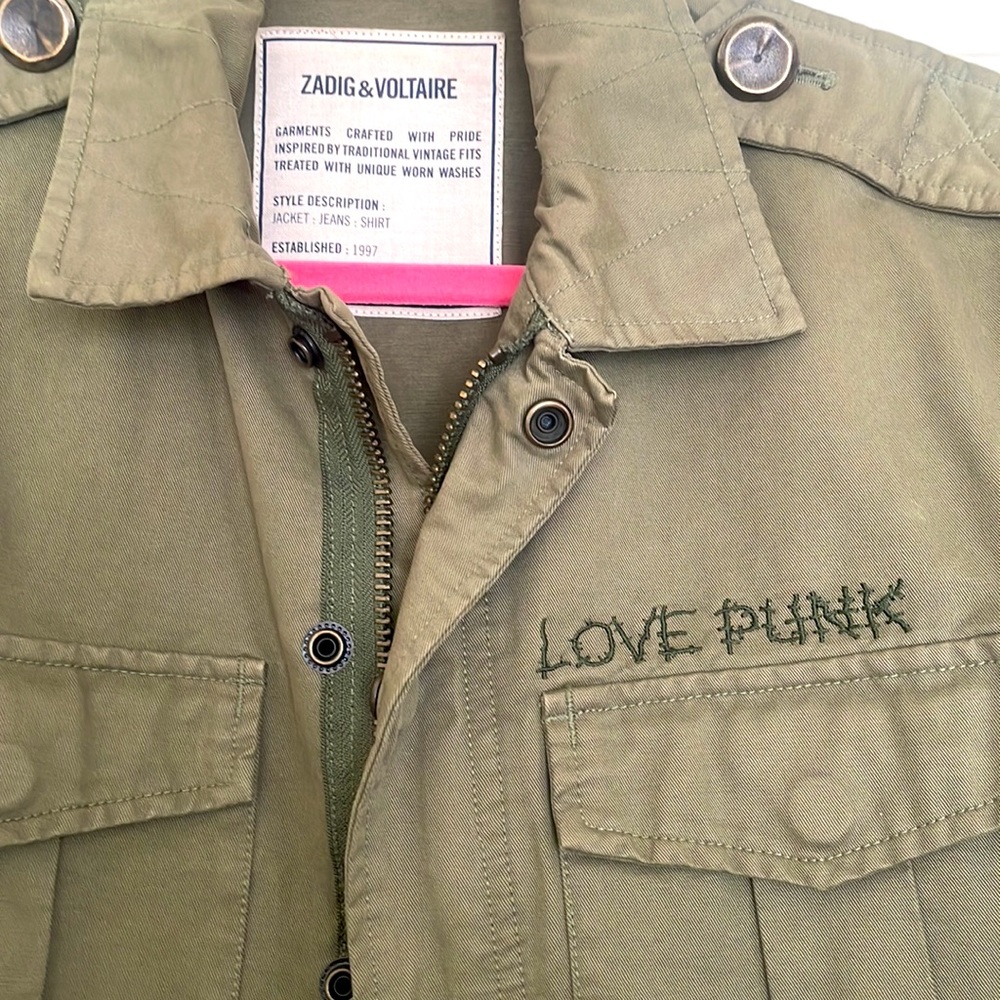 ZADIG & VOLTAIRE
GARMENTS CRAFTED WITH PRIDE
INSPIRED BY TRADITIONAL VINTAGE FITS
TREATED WITH UNIQUE WORN WASHES
STYLE DESCRIPTION :
JACKET : JEANS : SHIRT
ESTABLISHED : 1997
LOVE PUNK